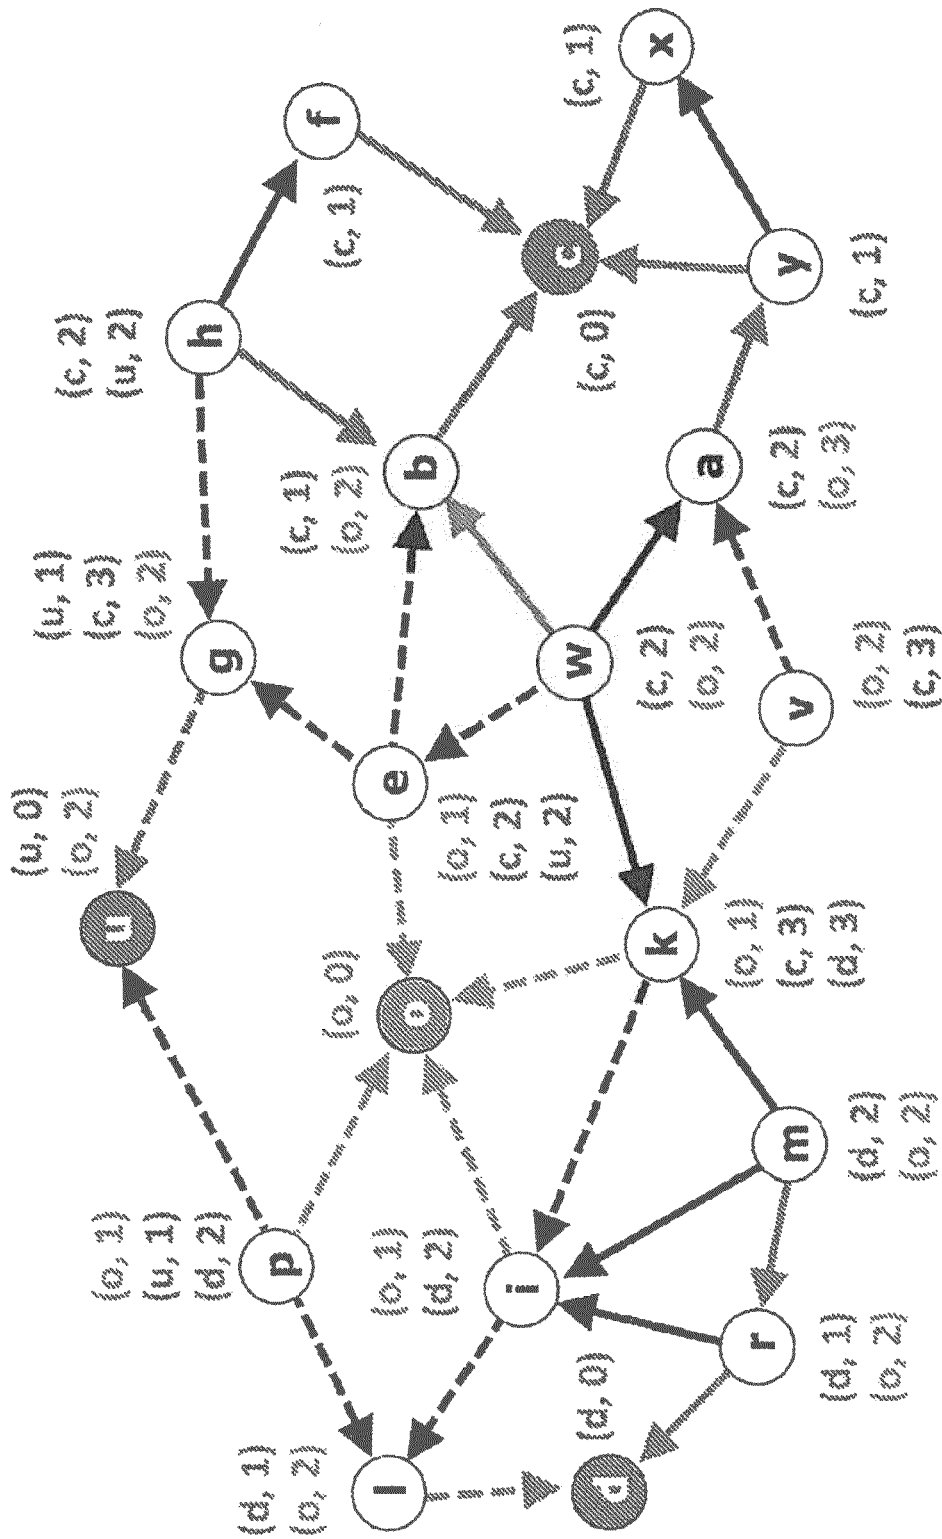 (u, 0)
(o, 2)
(u, 1)
(c, 3)
(o, 2)
(c, 2)
(u, 2)
u
(o, 1)
(u, 1)
(d, 2)
h
g
(d, 1)
(o, 2)
p
(c, 1)
(o, 2)
f
(o, 0)
(c, 1)
l
e
(o, 1)
(d, 2)
o
b
(o, 1)
(c, 2)
(u, 2)
i
c
w
(c, 1)
(d, 0)
(c, 0)
d
x
k
(c, 2)
(o, 2)
a
(o, 1)
(c, 3)
(d, 3)
r
(c, 2)
(o, 3)
y
m
v
(d, 1)
(o, 2)
(d, 2)
(o, 2)
(c, 1)
(o, 2)
(c, 3)